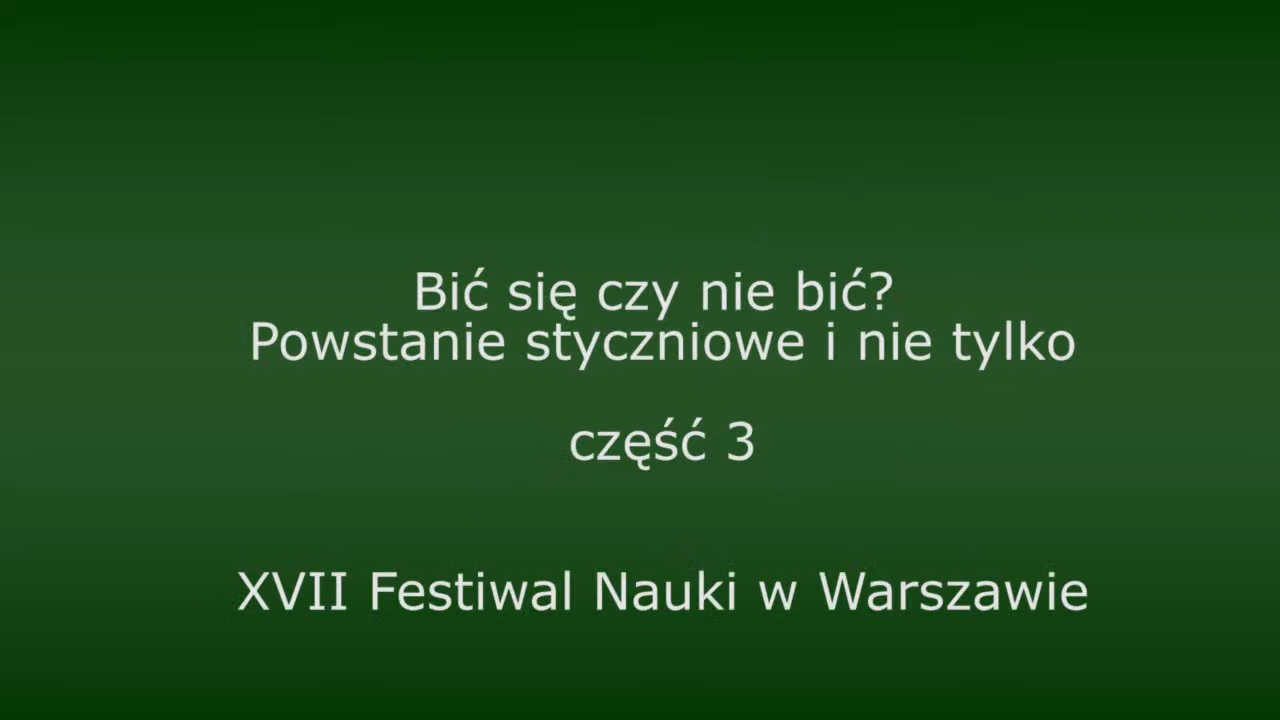 Bić się czy nie bić?
Powstanie styczniowe i nie tylko
część 3
XVII Festiwal Nauki w Warszawie